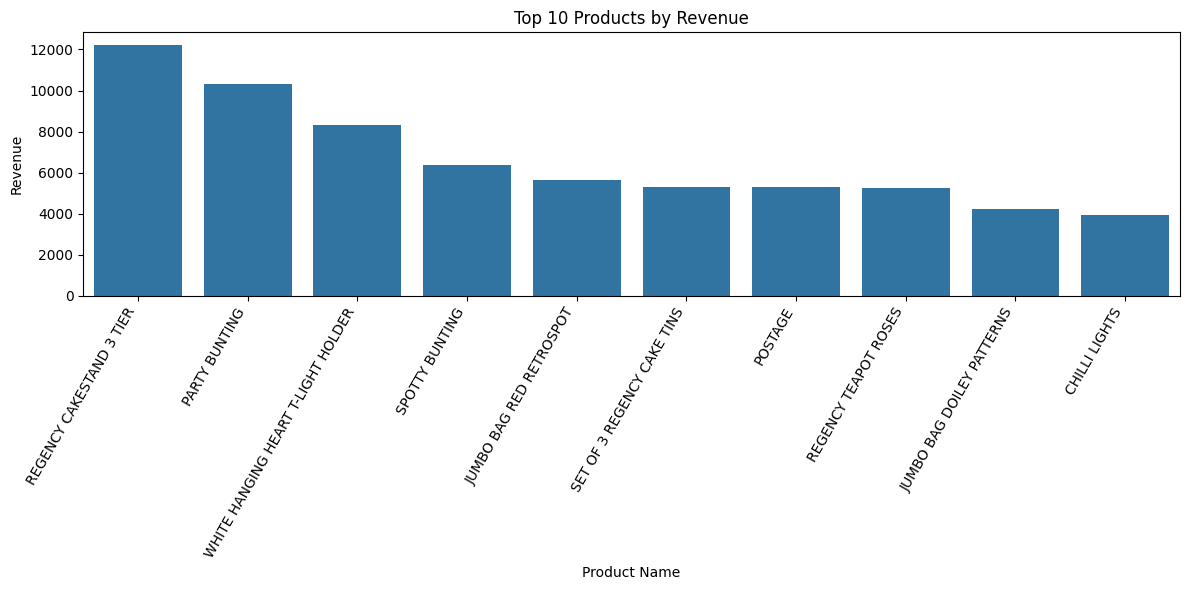 Top 10 Products by Revenue
Revenue
12000
10000
8000
6000
4000
2000
0
REGENCY CAKESTAND 3 TIER
PARTY BUNTING
WHITE HANGING HEART T-LIGHT HOLDER
SPOTTY BUNTING
JUMBO BAG RED RETROSPOT
SET OF 3 REGENCY CAKE TINS
POSTAGE
REGENCY TEAPOT ROSES
JUMBO BAG DOILEY PATTERNS
CHILLI LIGHTS
Product Name